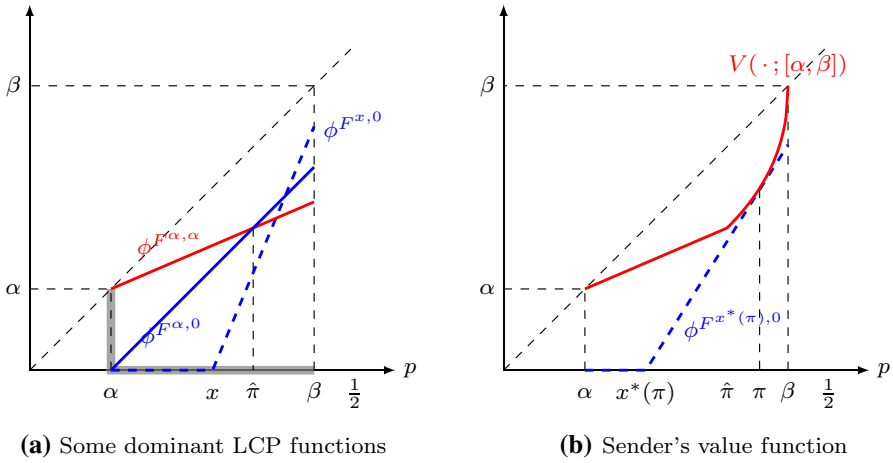 β
α
ϕ^{F^{x,0}}
ϕ^{F^{α,α}}
ϕ^{F^{α,0}}
α x π̂ β 1/2 p
(a) Some dominant LCP functions
V( · ; [α, β])
β
α
ϕ^{F^{x*(π),0}}
α x*(π) π̂ π β 1/2 p
(b) Sender's value function